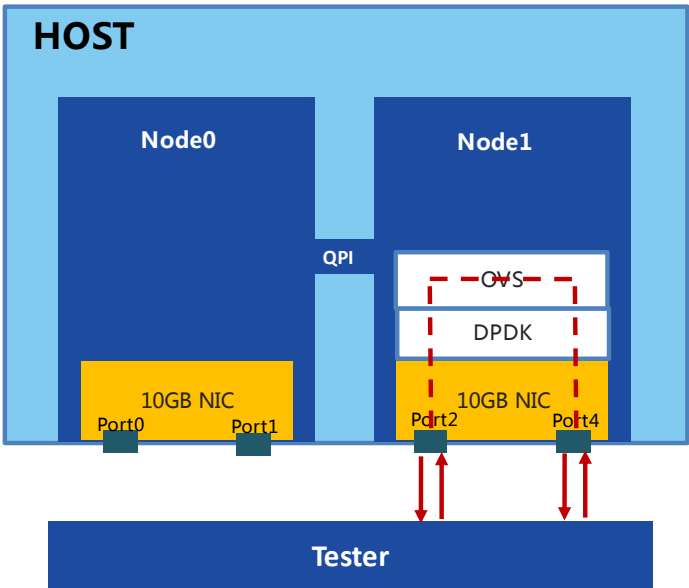 HOST
Node0
Node1
QPI
OVS
DPDK
10GB NIC
10GB NIC
Port0
Port1
Port2
Port4
Tester